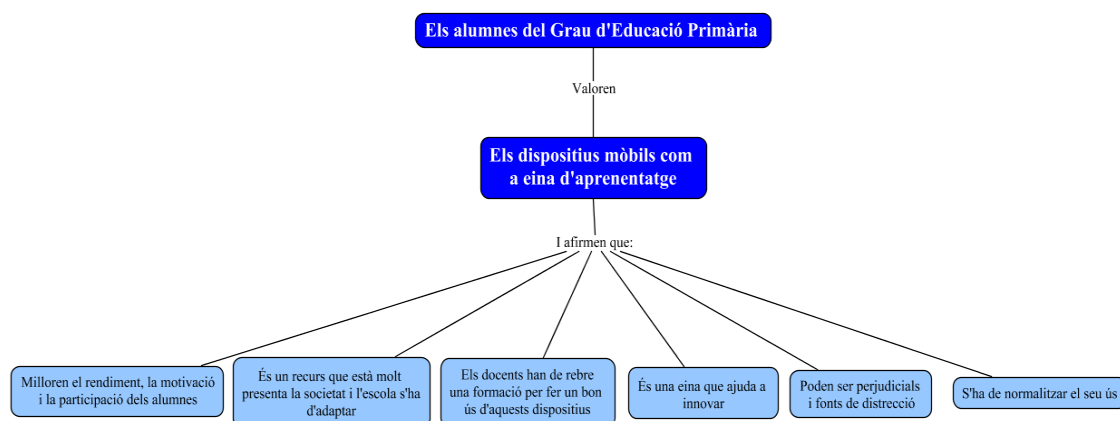 Els alumnes del Grau d'Educació Primària
Valoren
Els dispositius mòbils com
a eina d'aprenentatge
I afirmen que:
Milloren el rendiment, la motivació
i la participació dels alumnes
És un recurs que està molt
presenta la societat i l'escola s'ha
d'adaptar
Els docents han de rebre
una formació per fer un bon
ús d'aquests dispositius
És una eina que ajuda a
innovar
Poden ser perjudicials
i fonts de distrecció
S'ha de normalitzar el seu ús